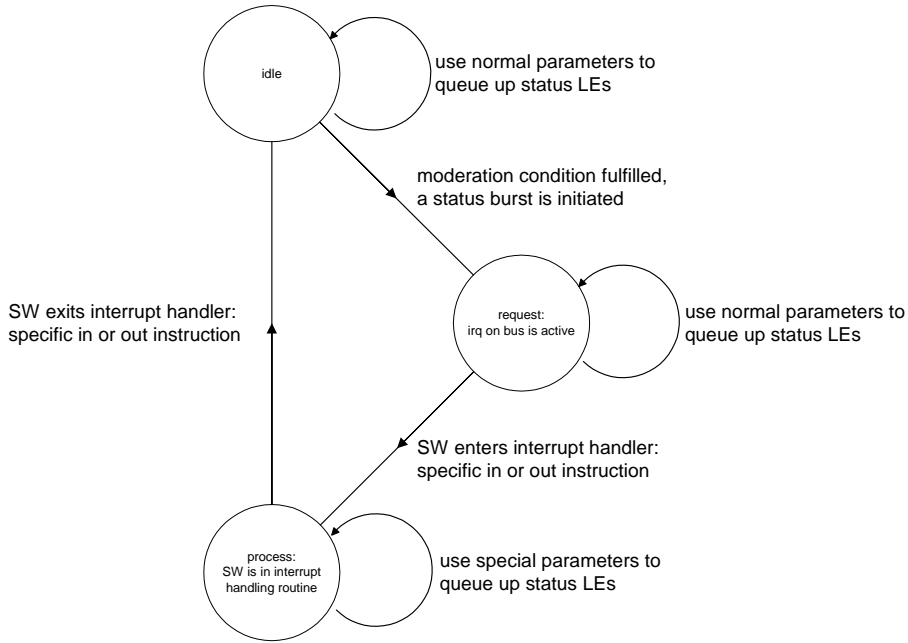 idle
use normal parameters to
queue up status LEs
moderation condition fulfilled,
a status burst is initiated
SW exits interrupt handler:
specific in or out instruction
request:
irq on bus is active
use normal parameters to
queue up status LEs
SW enters interrupt handler:
specific in or out instruction
process:
SW is in interrupt
handling routine
use special parameters to
queue up status LEs